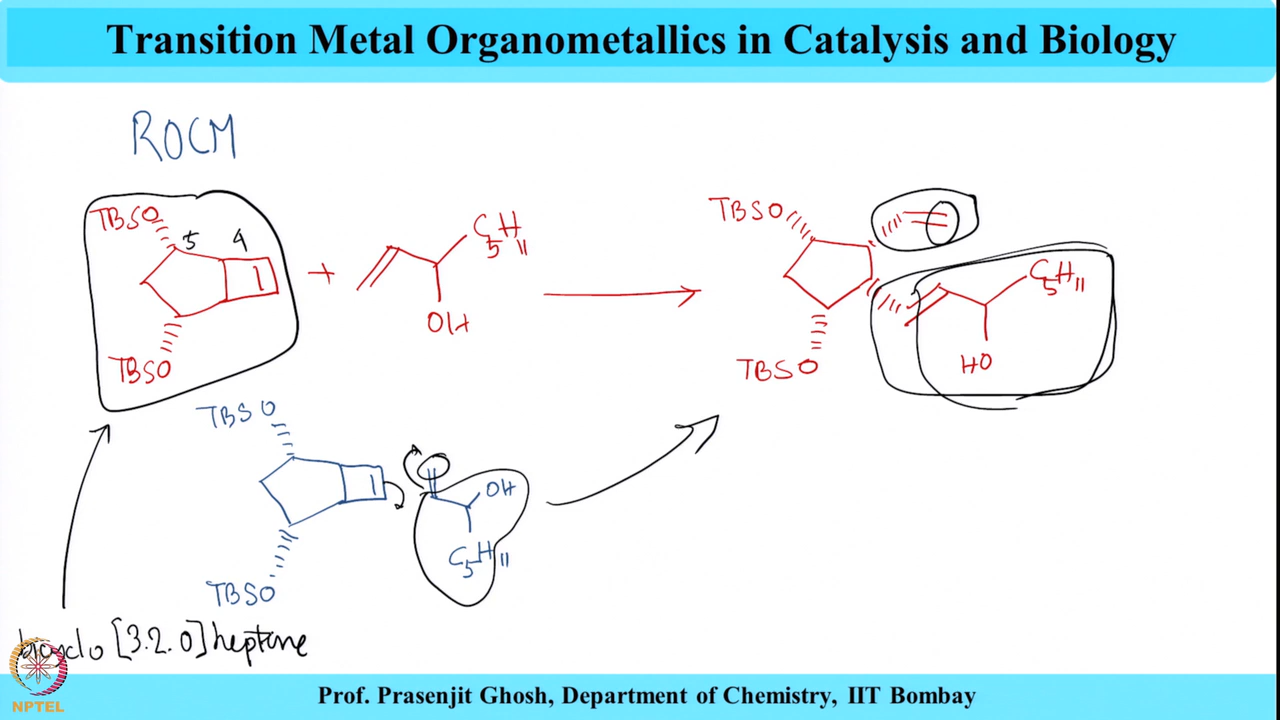 Transition Metal Organometallics in Catalysis and Biology
ROCM
TBSO
5 4
TBSO
+
C5H11
OH
TBSO
TBSO
C5H11
HO
TBSO
OH
C5H11
TBSO
bicyclo [3.2.0] heptane
NPTEL
Prof. Prasenjit Ghosh, Department of Chemistry, IIT Bombay